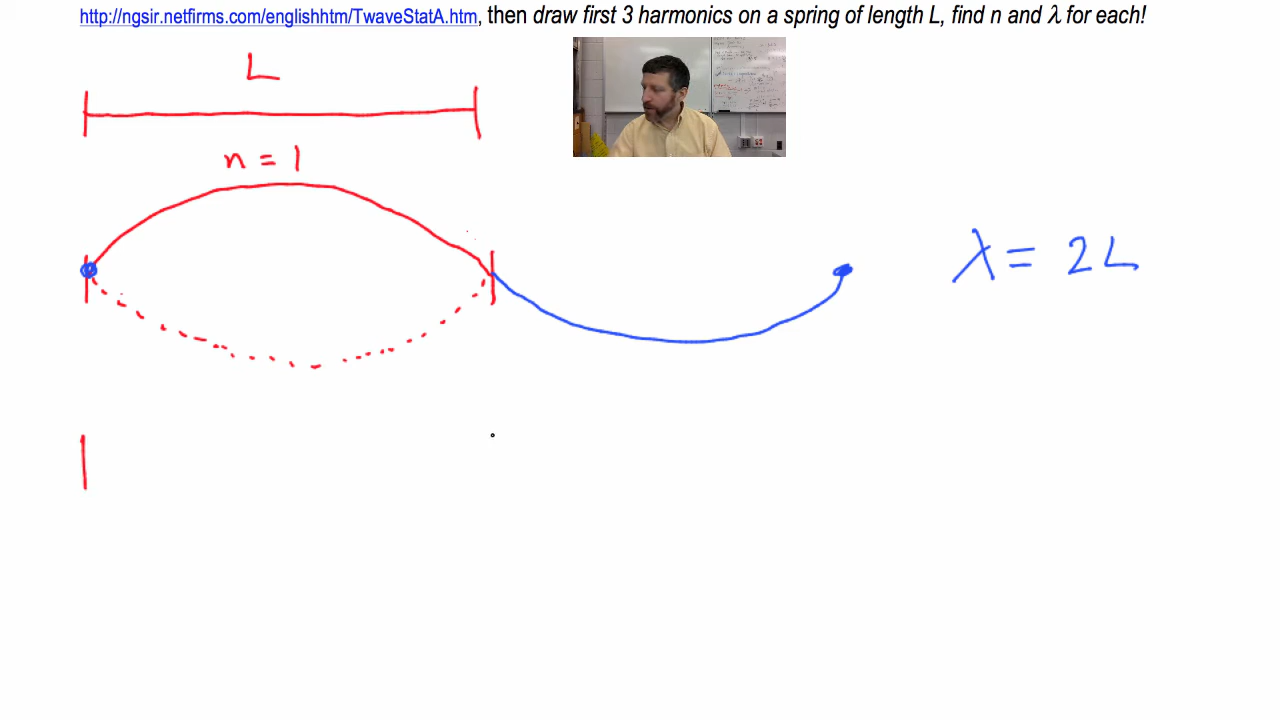 http://ngsir.netfirms.com/englishhtm/TwaveStatA.htm, then draw first 3 harmonics on a spring of length L, find n and λ for each!
L
n = 1
λ = 2L